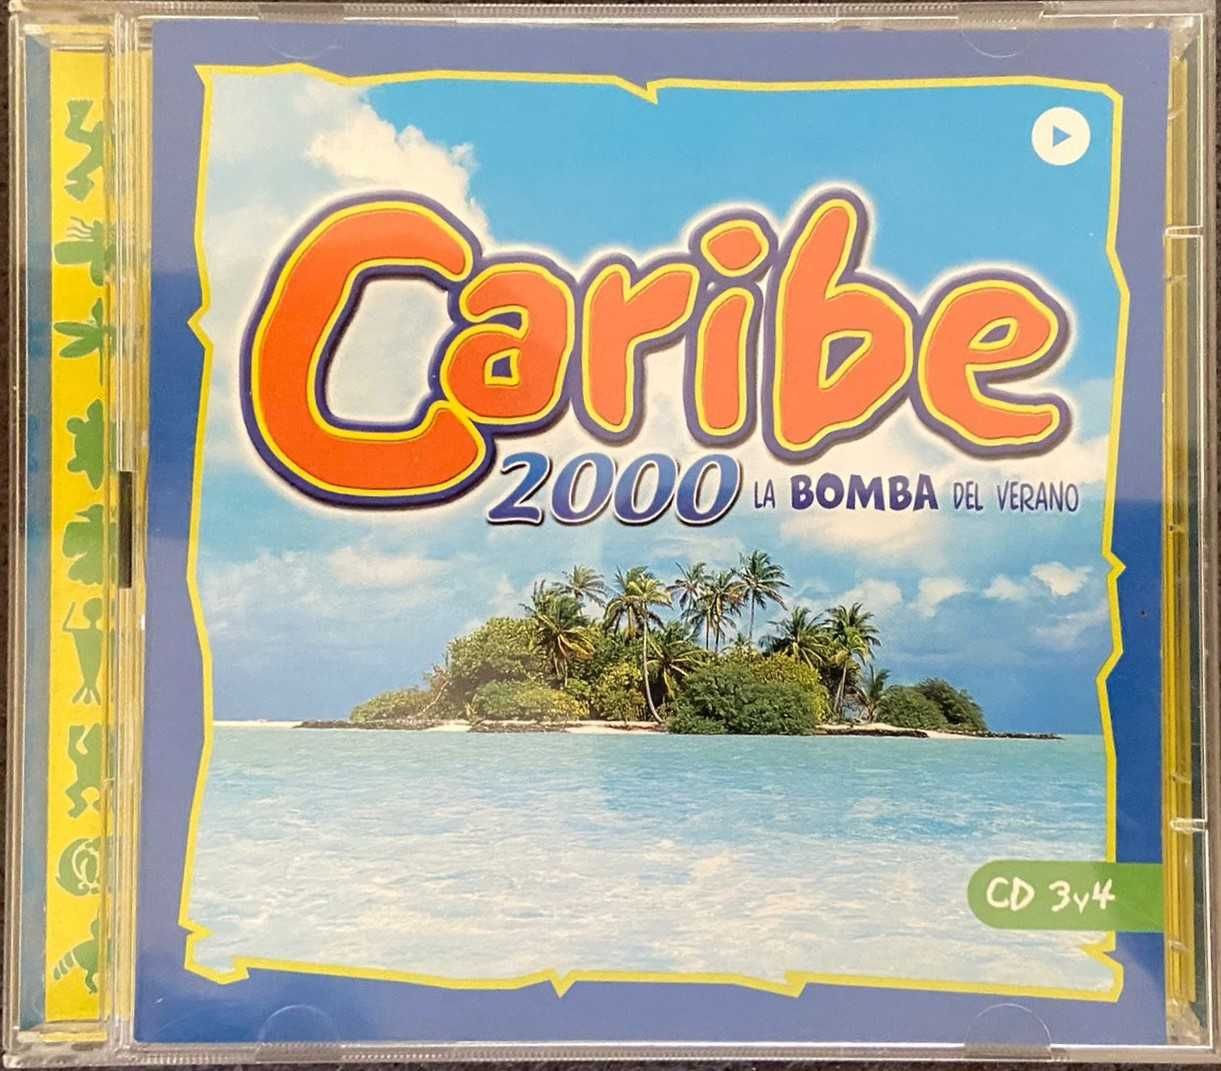 Caribe
2000 LA BOMBA DEL VERANO
CD 3y4